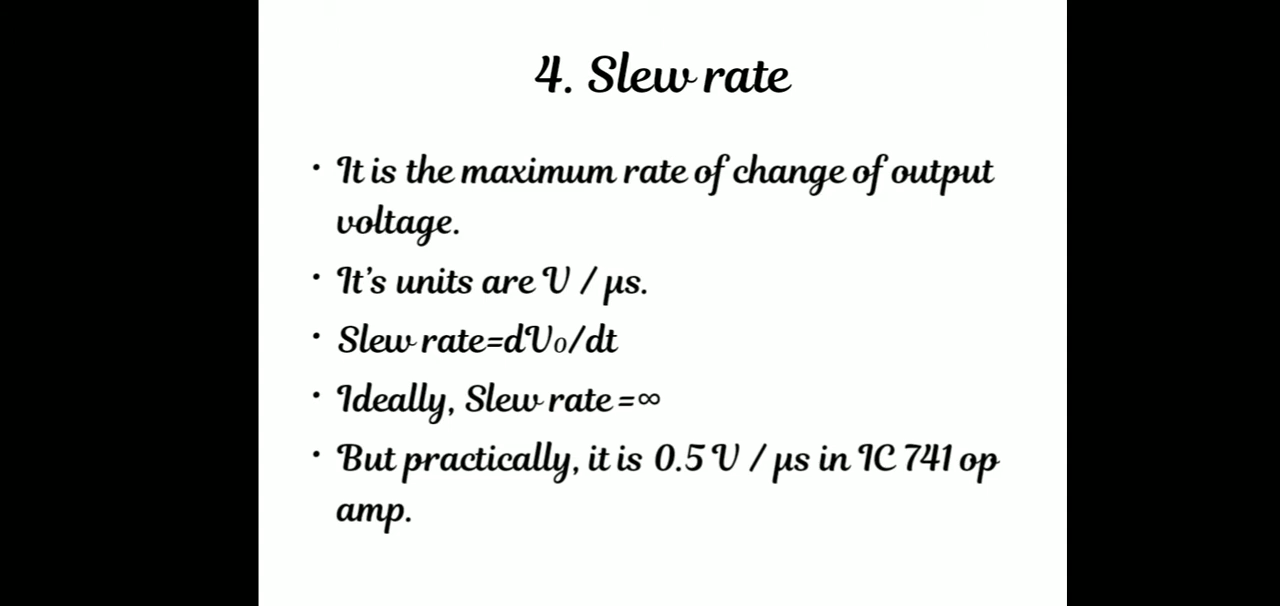 4. Slew rate
• It is the maximum rate of change of output
voltage.
• It's units are V / μs.
• Slew rate=dV₀/dt
• Ideally, Slew rate =∞
• But practically, it is 0.5 V / μs in IC 741 op
amp.